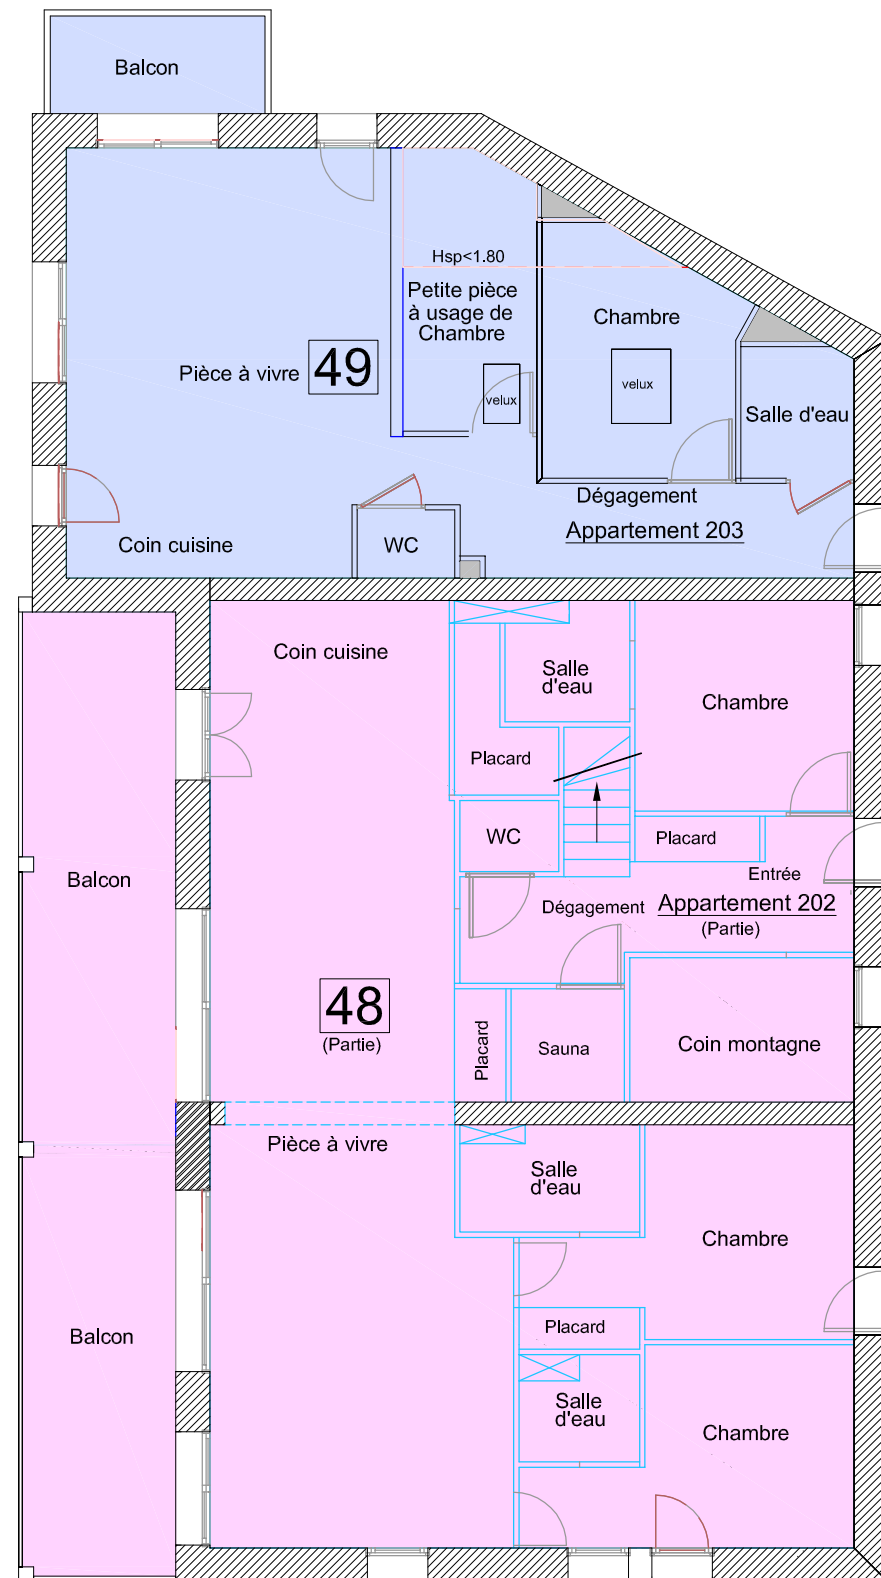 Balcon
Hsp<1.80
Petite pièce
à usage de
Chambre
Chambre
Pièce à vivre
49
velux
velux
Salle d'eau
Dégagement
Appartement 203
Coin cuisine
WC
Coin cuisine
Salle
d'eau
Chambre
Placard
WC
Placard
Entrée
Balcon
Dégagement
Appartement 202
(Partie)
48
(Partie)
Placard
Sauna
Coin montagne
Pièce à vivre
Salle
d'eau
Chambre
Balcon
Placard
Salle
d'eau
Chambre